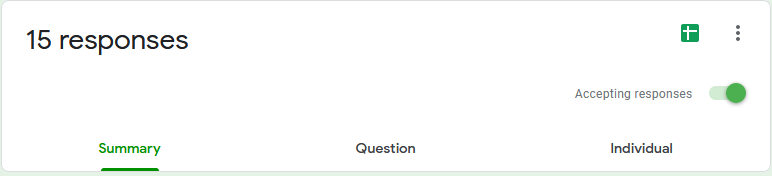 15 responses
Accepting responses
Summary Question Individual